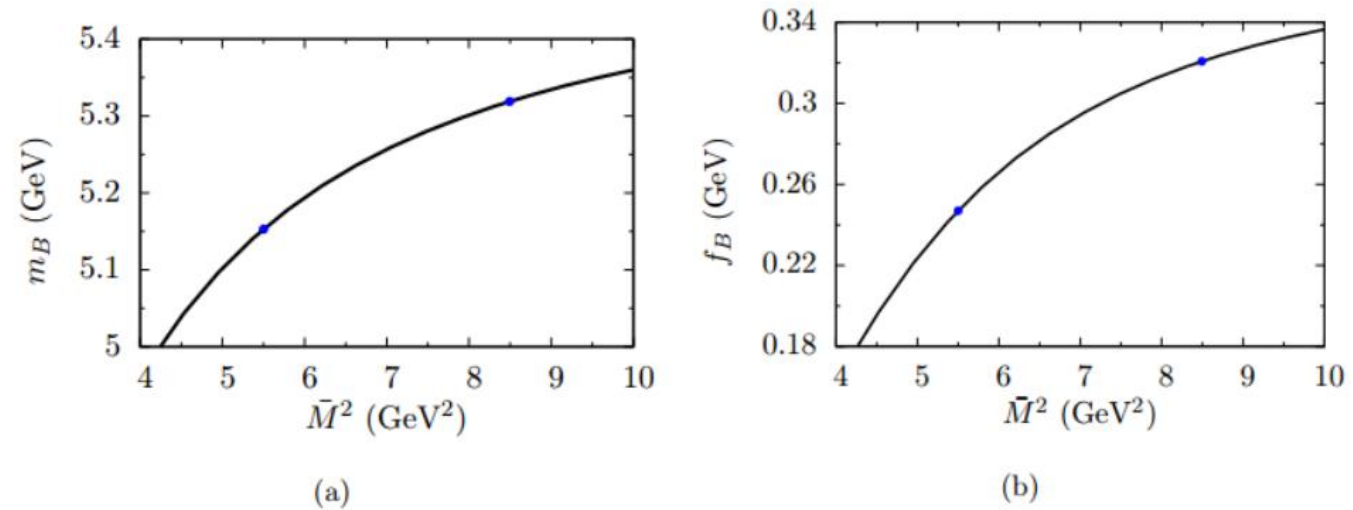 5.4
5.3
5.2
5.1
5
m_B (GeV)
4 5 6 7 8 9 10
M̄² (GeV²)
(a)
0.34
0.3
0.26
0.22
0.18
f_B (GeV)
4 5 6 7 8 9 10
M̄² (GeV²)
(b)